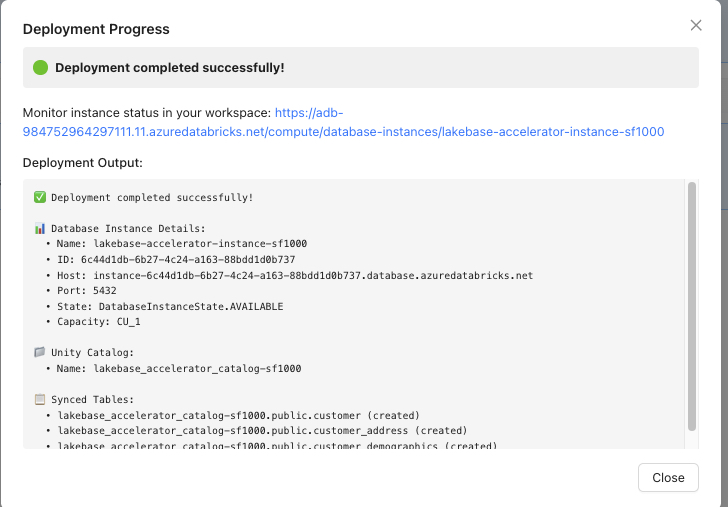 Deployment Progress
Deployment completed successfully!
Monitor instance status in your workspace: https://adb-
984752964297111.11.azuredatabricks.net/compute/database-instances/lakebase-accelerator-instance-sf1000
Deployment Output:
✅ Deployment completed successfully!
📊 Database Instance Details:
• Name: lakebase-accelerator-instance-sf1000
• ID: 6c44d1db-6b27-4c24-a163-88bdd1d0b737
• Host: instance-6c44d1db-6b27-4c24-a163-88bdd1d0b737.database.azuredatabricks.net
• Port: 5432
• State: DatabaseInstanceState.AVAILABLE
• Capacity: CU_1
📁 Unity Catalog:
• Name: lakebase_accelerator_catalog-sf1000
📋 Synced Tables:
• lakebase_accelerator_catalog-sf1000.public.customer (created)
• lakebase_accelerator_catalog-sf1000.public.customer_address (created)
• lakebase_accelerator_catalog-sf1000.public.customer_demographics (created)
Close